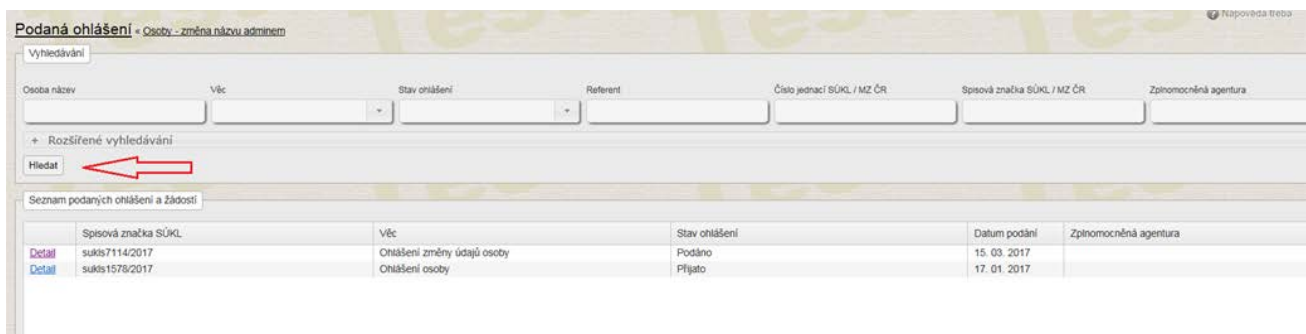 Nápověda treba
Podaná ohlášení « Osoby - změna názvu adminem
Vyhledávání
Osoba název Věc Stav ohlášení Referent Číslo jednací SÚKL / MZ ČR Spisová značka SÚKL / MZ ČR Zplnomocněná agentura
+ Rozšířené vyhledávání
Hledat
Seznam podaných ohlášení a žádostí
Spisová značka SÚKL Věc Stav ohlášení Datum podání Zplnomocněná agentura
Detail sukls7114/2017 Ohlášení změny údajů osoby Podáno 15. 03. 2017
Detail sukls1578/2017 Ohlášení osoby Přijato 17. 01. 2017